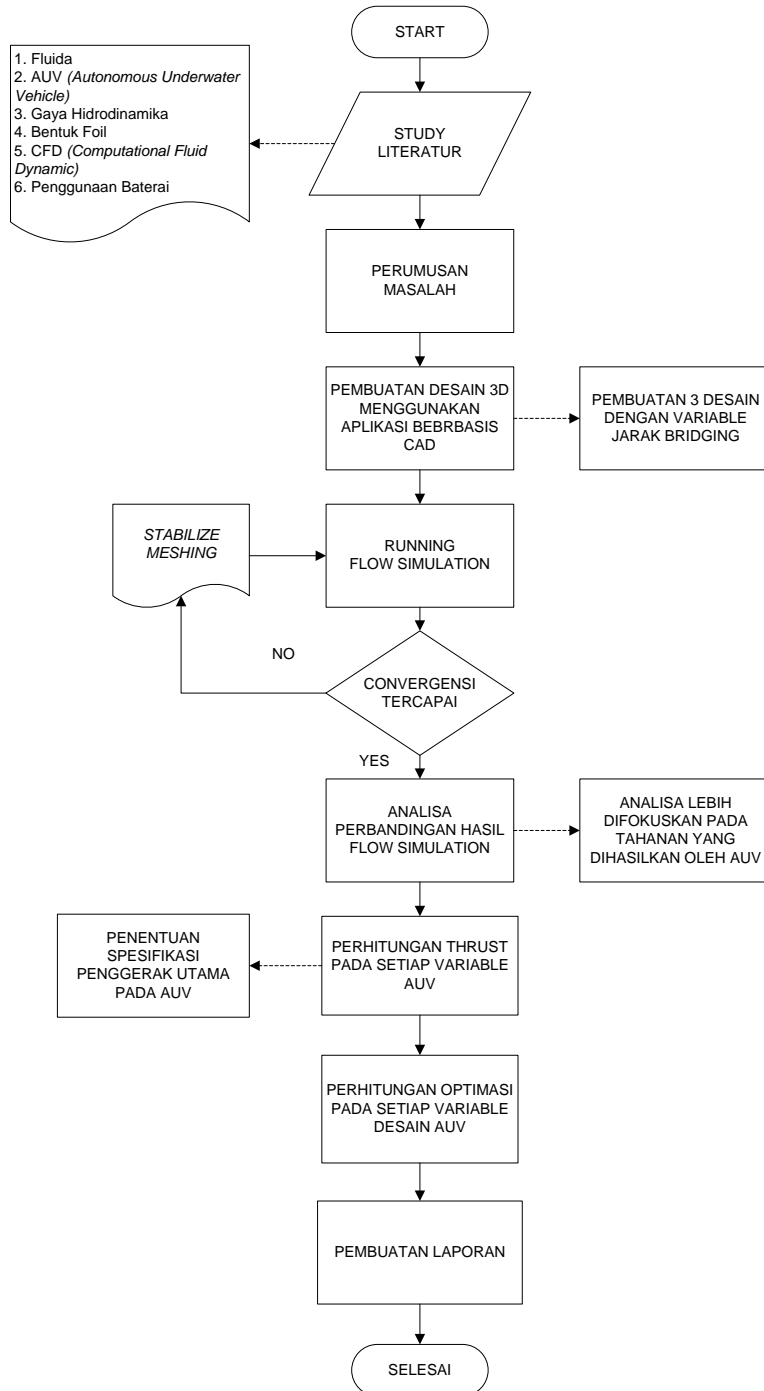 START
1. Fluida
2. AUV (Autonomous Underwater
Vehicle)
3. Gaya Hidrodinamika
4. Bentuk Foil
5. CFD (Computational Fluid
Dynamic)
6. Penggunaan Baterai
STUDY
LITERATUR
PERUMUSAN
MASALAH
PEMBUATAN DESAIN 3D
MENGGUNAKAN
APLIKASI BEBRBASIS
CAD
PEMBUATAN 3 DESAIN
DENGAN VARIABLE
JARAK BRIDGING
STABILIZE
MESHING
RUNNING
FLOW SIMULATION
NO
CONVERGENSI
TERCAPAI
YES
ANALISA
PERBANDINGAN HASIL
FLOW SIMULATION
ANALISA LEBIH
DIFOKUSKAN PADA
TAHANAN YANG
DIHASILKAN OLEH AUV
PENENTUAN
SPESIFIKASI
PENGGERAK UTAMA
PADA AUV
PERHITUNGAN THRUST
PADA SETIAP VARIABLE
AUV
PERHITUNGAN OPTIMASI
PADA SETIAP VARIABLE
DESAIN AUV
PEMBUATAN LAPORAN
SELESAI